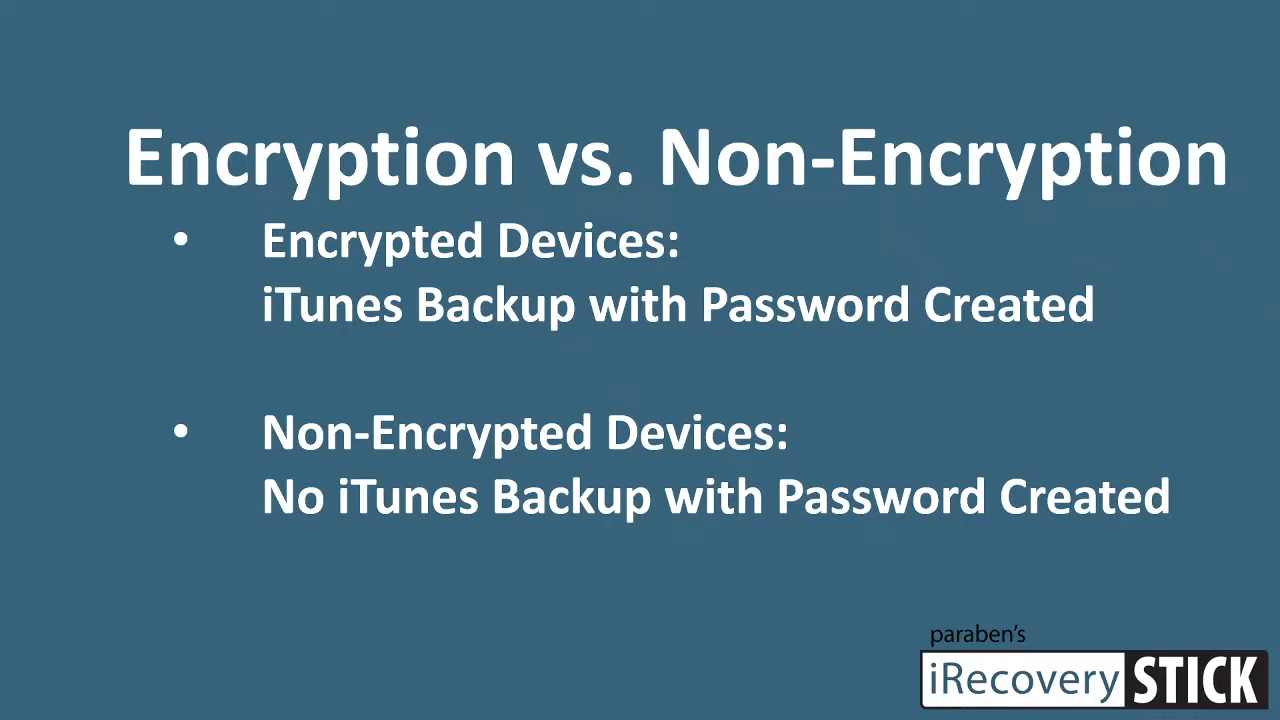 Encryption vs. Non-Encryption
• Encrypted Devices:
iTunes Backup with Password Created
• Non-Encrypted Devices:
No iTunes Backup with Password Created
paraben's
iRecovery STICK